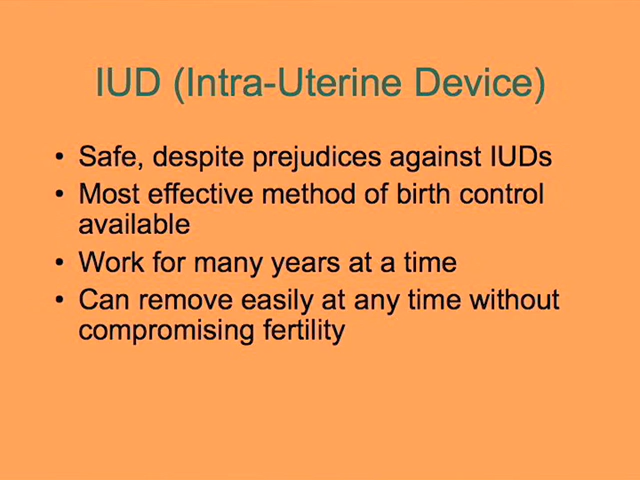 IUD (Intra-Uterine Device)
• Safe, despite prejudices against IUDs
• Most effective method of birth control
available
• Work for many years at a time
• Can remove easily at any time without
compromising fertility